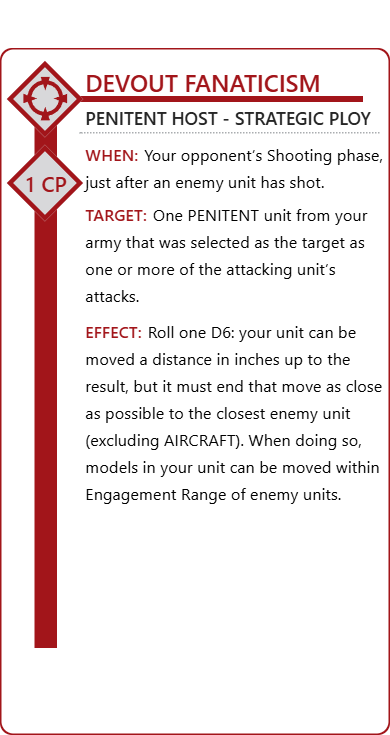 DEVOUT FANATICISM
PENITENT HOST - STRATEGIC PLOY
1 CP
WHEN: Your opponent’s Shooting phase,
just after an enemy unit has shot.
TARGET: One PENITENT unit from your
army that was selected as the target as
one or more of the attacking unit’s
attacks.
EFFECT: Roll one D6: your unit can be
moved a distance in inches up to the
result, but it must end that move as close
as possible to the closest enemy unit
(excluding AIRCRAFT). When doing so,
models in your unit can be moved within
Engagement Range of enemy units.